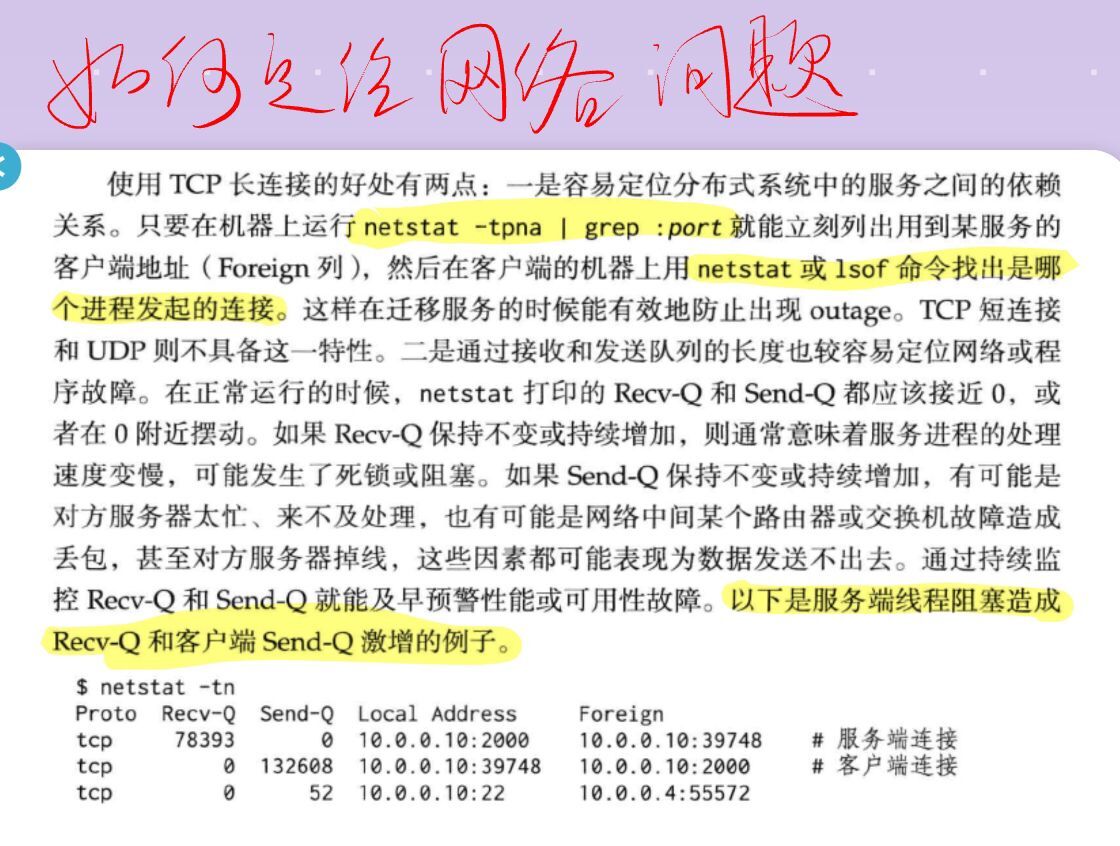 如何定位网络问题
使用 TCP 长连接的好处有两点：一是容易定位分布式系统中的服务之间的依赖
关系。只要在机器上运行 netstat -tpna | grep :port 就能立刻列出用到某服务的
客户端地址（Foreign 列），然后在客户端的机器上用 netstat 或 lsof 命令找出是哪
个进程发起的连接。这样在迁移服务的时候能有效地防止出现 outage。TCP 短连接
和 UDP 则不具备这一特性。二是通过接收和发送队列的长度也较容易定位网络或程
序故障。在正常运行的时候，netstat 打印的 Recv-Q 和 Send-Q 都应该接近 0，或
者在 0 附近摆动。如果 Recv-Q 保持不变或持续增加，则通常意味着服务进程的处理
速度变慢，可能发生了死锁或阻塞。如果 Send-Q 保持不变或持续增加，有可能是
对方服务器太忙、来不及处理，也有可能是网络中间某个路由器或交换机故障造成
丢包，甚至对方服务器掉线，这些因素都可能表现为数据发送不出去。通过持续监
控 Recv-Q 和 Send-Q 就能及早预警性能或可用性故障。以下是服务端线程阻塞造成
Recv-Q 和客户端 Send-Q 激增的例子。
$ netstat -tn
Proto Recv-Q Send-Q Local Address Foreign
tcp 78393 0 10.0.0.10:2000 10.0.0.10:39748 # 服务端连接
tcp 0 132608 10.0.0.10:39748 10.0.0.10:2000 # 客户端连接
tcp 0 52 10.0.0.10:22 10.0.0.4:55572